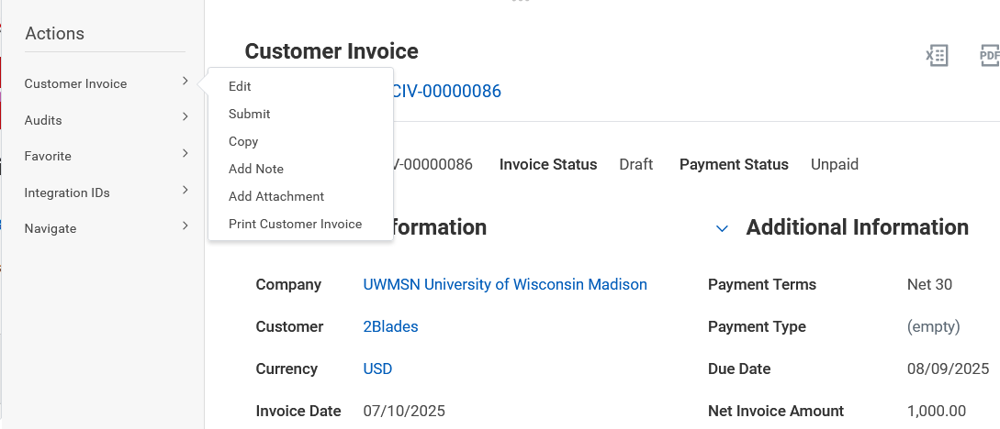 Actions
Customer Invoice
Audits
Favorite
Integration IDs
Navigate
Edit
Submit
Copy
Add Note
Add Attachment
Print Customer Invoice
Customer Invoice
PDF
CIV-00000086
V-00000086 Invoice Status Draft Payment Status Unpaid
formation
Company UWMSN University of Wisconsin Madison
Customer 2Blades
Currency USD
Invoice Date 07/10/2025
Additional Information
Payment Terms Net 30
Payment Type (empty)
Due Date 08/09/2025
Net Invoice Amount 1,000.00